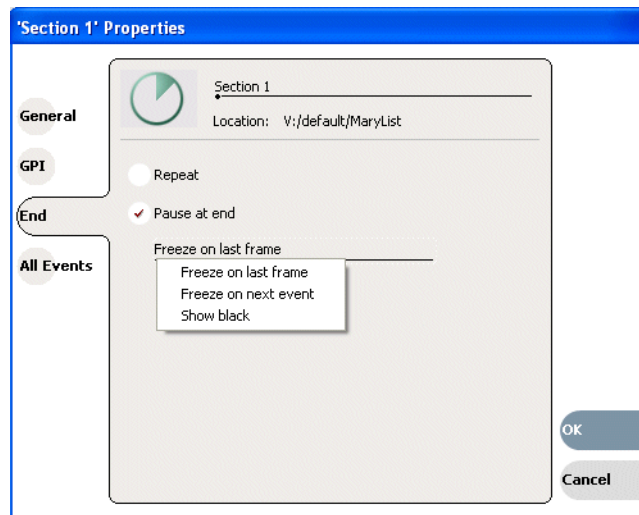 'Section 1' Properties
General
GPI
End
All Events
Section 1
Location: V:/default/MaryList
Repeat
Pause at end
Freeze on last frame
Freeze on last frame
Freeze on next event
Show black
OK
Cancel